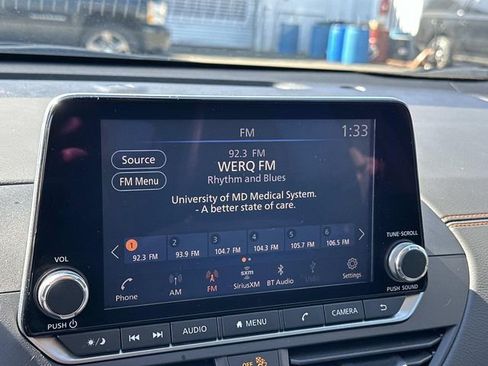 FM
1:33
Source
92.3 FM
WERQ FM
FM Menu
Rhythm and Blues
University of MD Medical System.
- A better state of care.
1 2 3 4 5 6
92.3 FM 93.9 FM 104.7 FM 104.3 FM 105.7 FM 106.5 FM
Phone AM FM sxm SiriusXM BT Audio USB Settings
VOL
PUSH
TUNE·SCROLL
PUSH SOUND
AUDIO MENU CAMERA
OFF